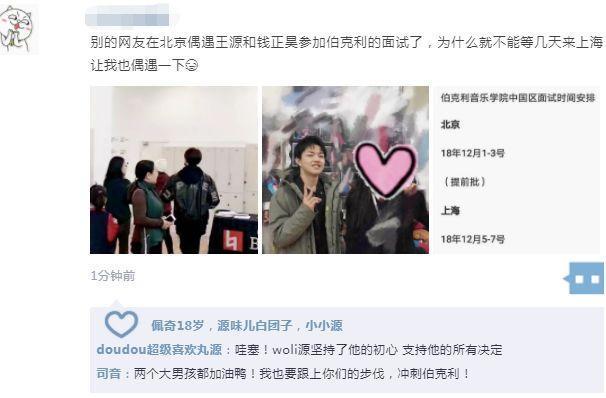 别的网友在北京偶遇王源和钱正昊参加伯克利的面试了，为什么就不能等几天来上海
让我也偶遇一下
伯克利音乐学院中国区面试时间安排
北京
18年12月1-3号
（提前批）
上海
18年12月5-7号
B
1分钟前
佩奇18岁，源味儿白团子，小小源
doudou超级喜欢丸源：哇塞！woli源坚持了他的初心 支持他的所有决定
司音：两个大男孩都加油鸭！我也要跟上你们的步伐，冲刺伯克利！